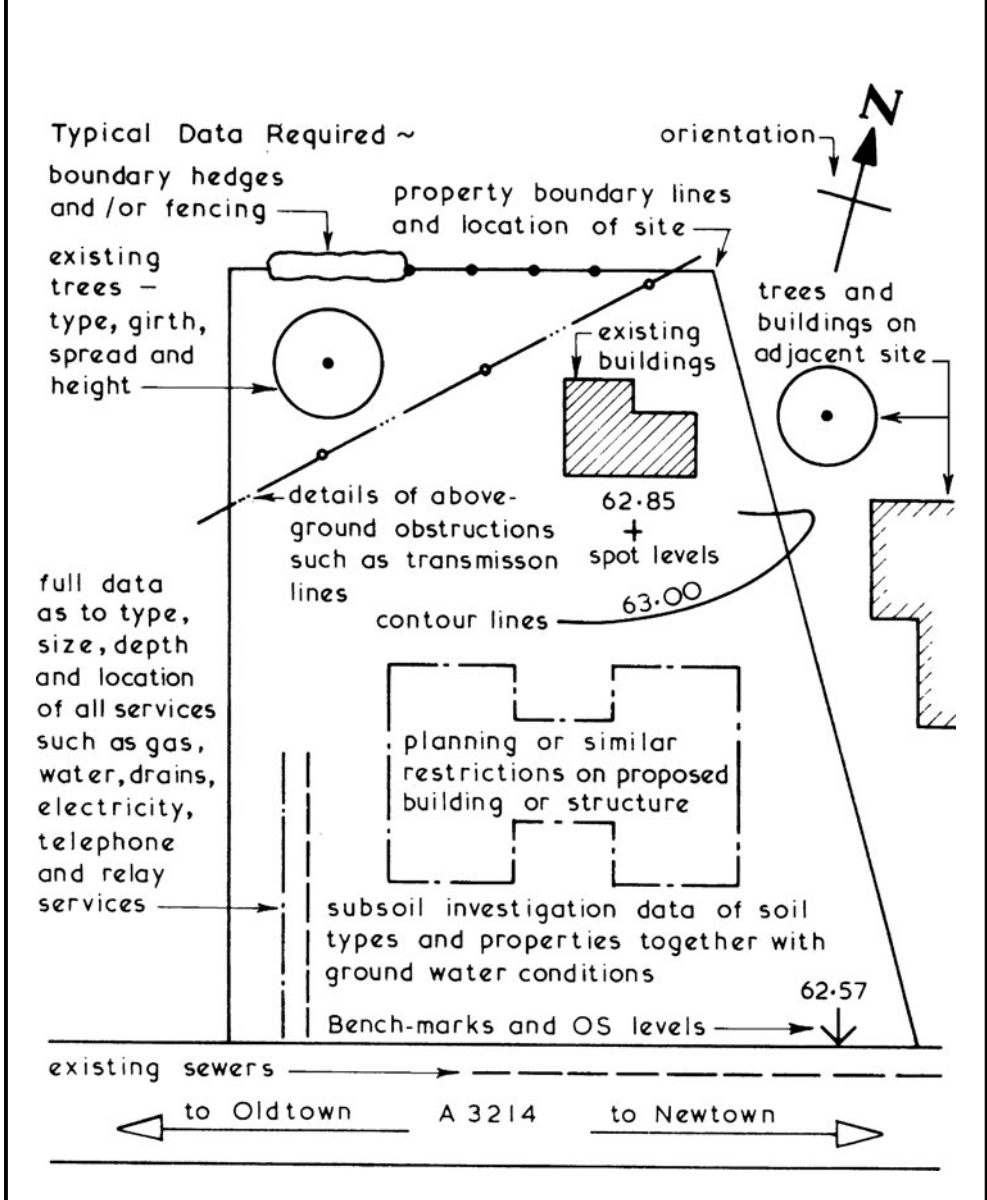 N
Typical Data Required ~
orientation
boundary hedges
and / or fencing
property boundary lines
and location of site
existing
trees –
type, girth,
spread and
height
trees and
buildings on
adjacent site
existing
buildings
details of above-
ground obstructions
such as transmisson
lines
62·85
+
spot levels
63·00
contour lines
full data
as to type,
size, depth
and location
of all services
such as gas,
water, drains,
electricity,
telephone
and relay
services
planning or similar
restrictions on proposed
building or structure
subsoil investigation data of soil
types and properties together with
ground water conditions
62·57
Bench-marks and OS levels
existing sewers
to Oldtown
A 3214
to Newtown